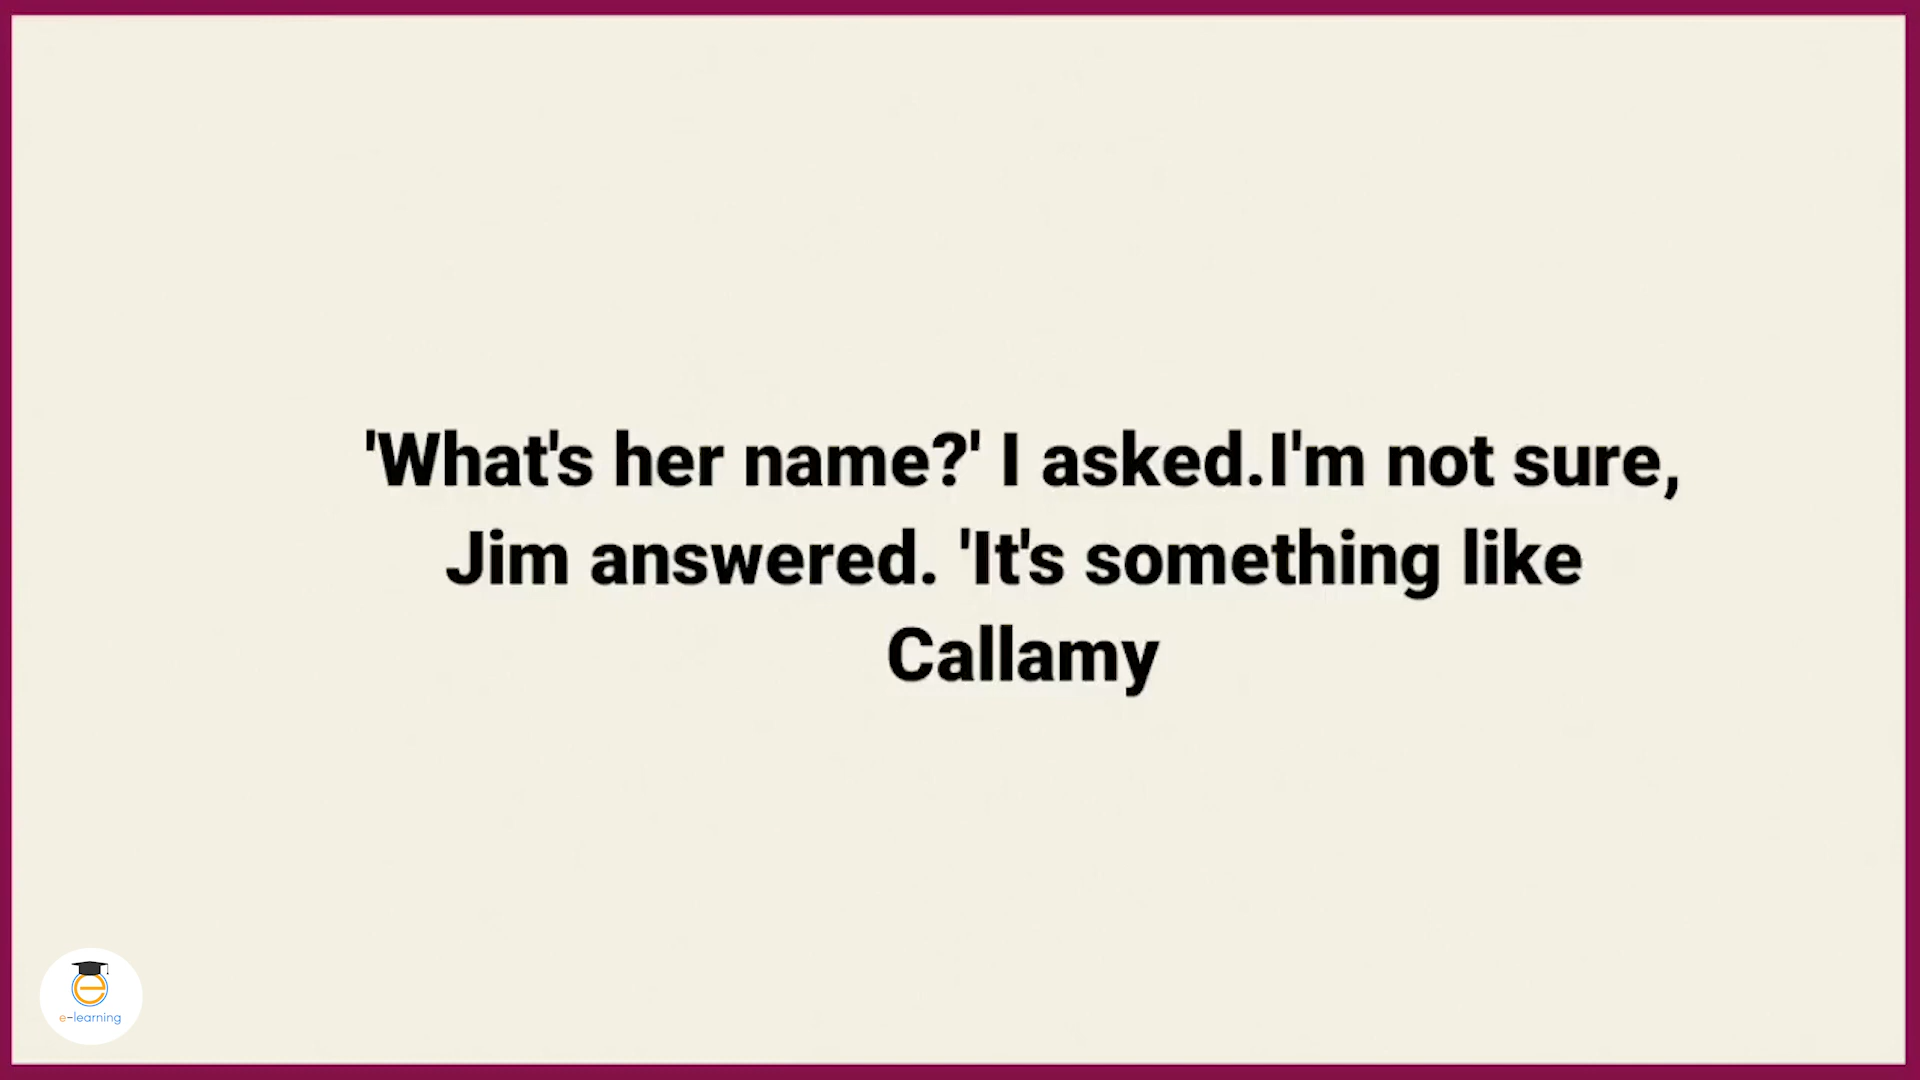 'What's her name?' I asked.I'm not sure,
Jim answered. 'It's something like
Callamy
e-learning